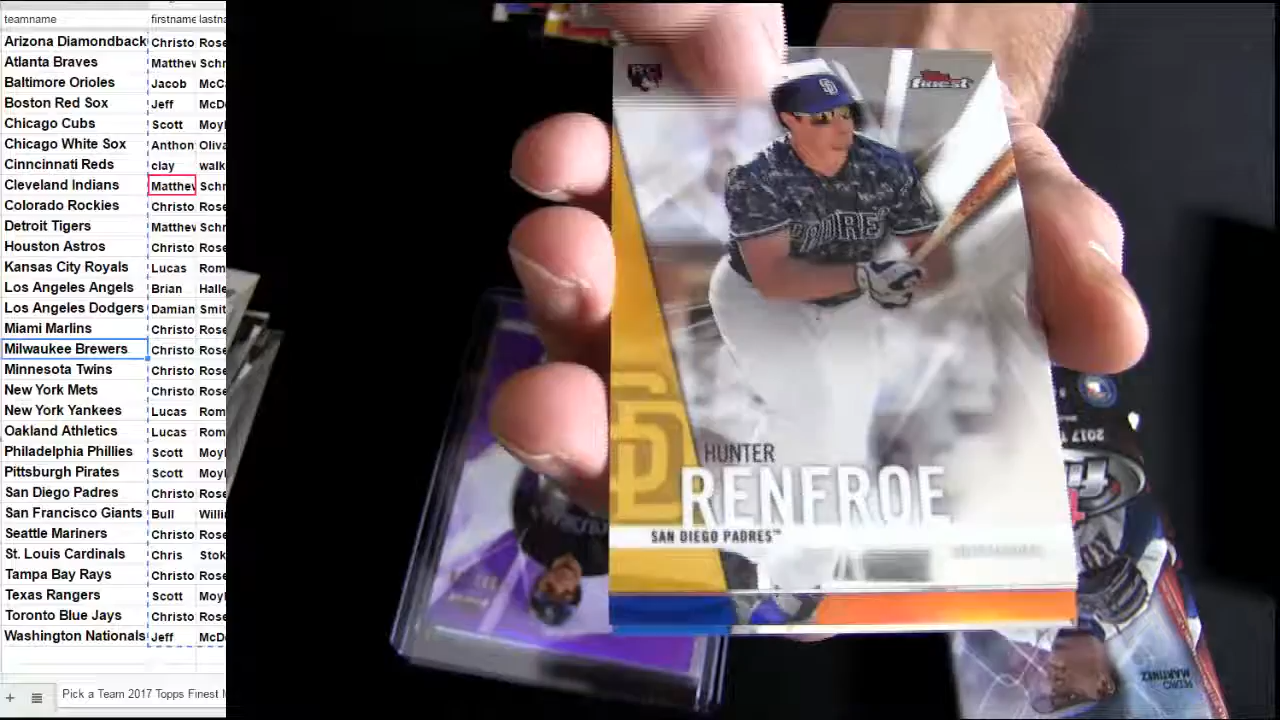 teamname firstname lastna
Arizona Diamondback Christo Rose
Atlanta Braves Matthew Schr
Baltimore Orioles Jacob McC
Boston Red Sox Jeff McD
Chicago Cubs Scott Moyl
Chicago White Sox Anthon Oliva
Cinncinnati Reds clay walk
Cleveland Indians Matthew Schr
Colorado Rockies Christo Rose
Detroit Tigers Matthew Schr
Houston Astros Christo Rose
Kansas City Royals Lucas Rom
Los Angeles Angels Brian Halle
Los Angeles Dodgers Damian Smit
Miami Marlins Christo Rose
Milwaukee Brewers Christo Rose
Minnesota Twins Christo Rose
New York Mets Christo Rose
New York Yankees Lucas Rom
Oakland Athletics Lucas Rom
Philadelphia Phillies Scott Moyl
Pittsburgh Pirates Scott Moyl
San Diego Padres Christo Rose
San Francisco Giants Bull Willi
Seattle Mariners Christo Rose
St. Louis Cardinals Chris Stok
Tampa Bay Rays Christo Rose
Texas Rangers Scott Moyl
Toronto Blue Jays Christo Rose
Washington Nationals Jeff McD
Pick a Team 2017 Topps Finest
RC
Topps
finest
SD
PADRES
SD
HUNTER
RENFROE
SAN DIEGO PADRES™
2017
PEDRO
MARTINEZ